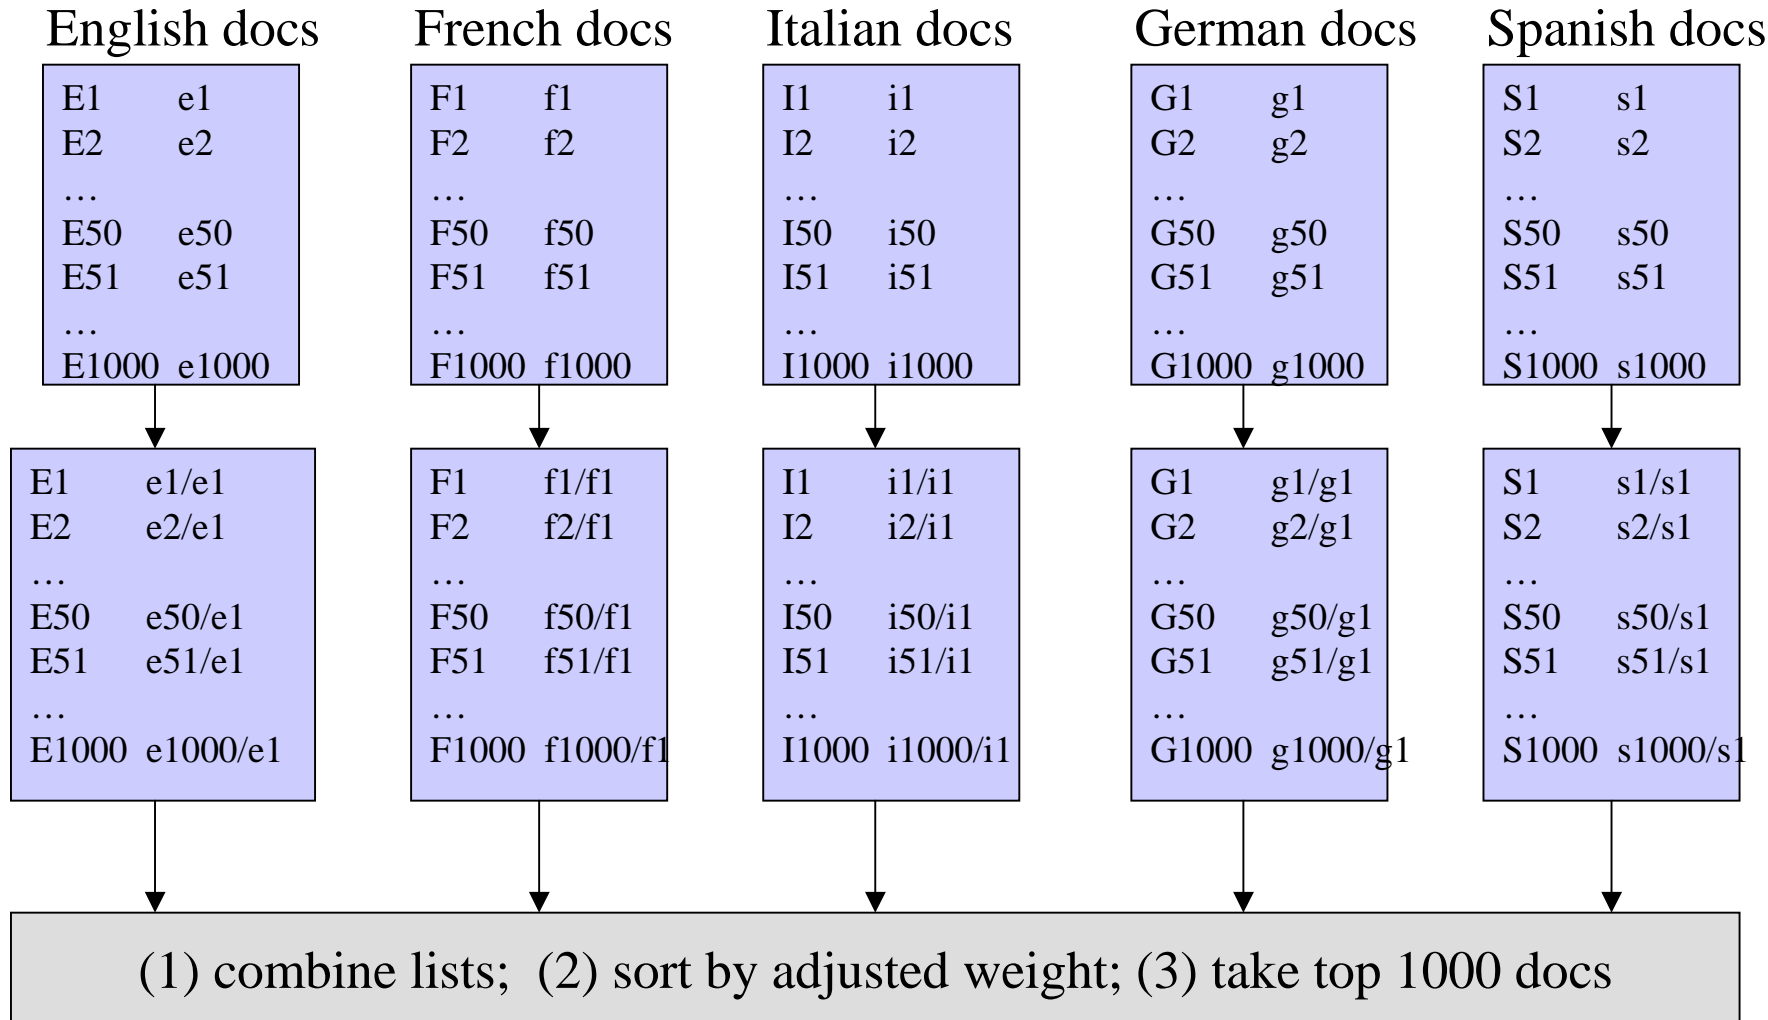 English docs French docs Italian docs German docs Spanish docs
E1 e1 F1 f1 I1 i1 G1 g1 S1 s1
E2 e2 F2 f2 I2 i2 G2 g2 S2 s2
… … … … …
E50 e50 F50 f50 I50 i50 G50 g50 S50 s50
E51 e51 F51 f51 I51 i51 G51 g51 S51 s51
… … … … …
E1000 e1000 F1000 f1000 I1000 i1000 G1000 g1000 S1000 s1000
E1 e1/e1 F1 f1/f1 I1 i1/i1 G1 g1/g1 S1 s1/s1
E2 e2/e1 F2 f2/f1 I2 i2/i1 G2 g2/g1 S2 s2/s1
… … … … …
E50 e50/e1 F50 f50/f1 I50 i50/i1 G50 g50/g1 S50 s50/s1
E51 e51/e1 F51 f51/f1 I51 i51/i1 G51 g51/g1 S51 s51/s1
… … … … …
E1000 e1000/e1 F1000 f1000/f1 I1000 i1000/i1 G1000 g1000/g1 S1000 s1000/s1
(1) combine lists; (2) sort by adjusted weight; (3) take top 1000 docs